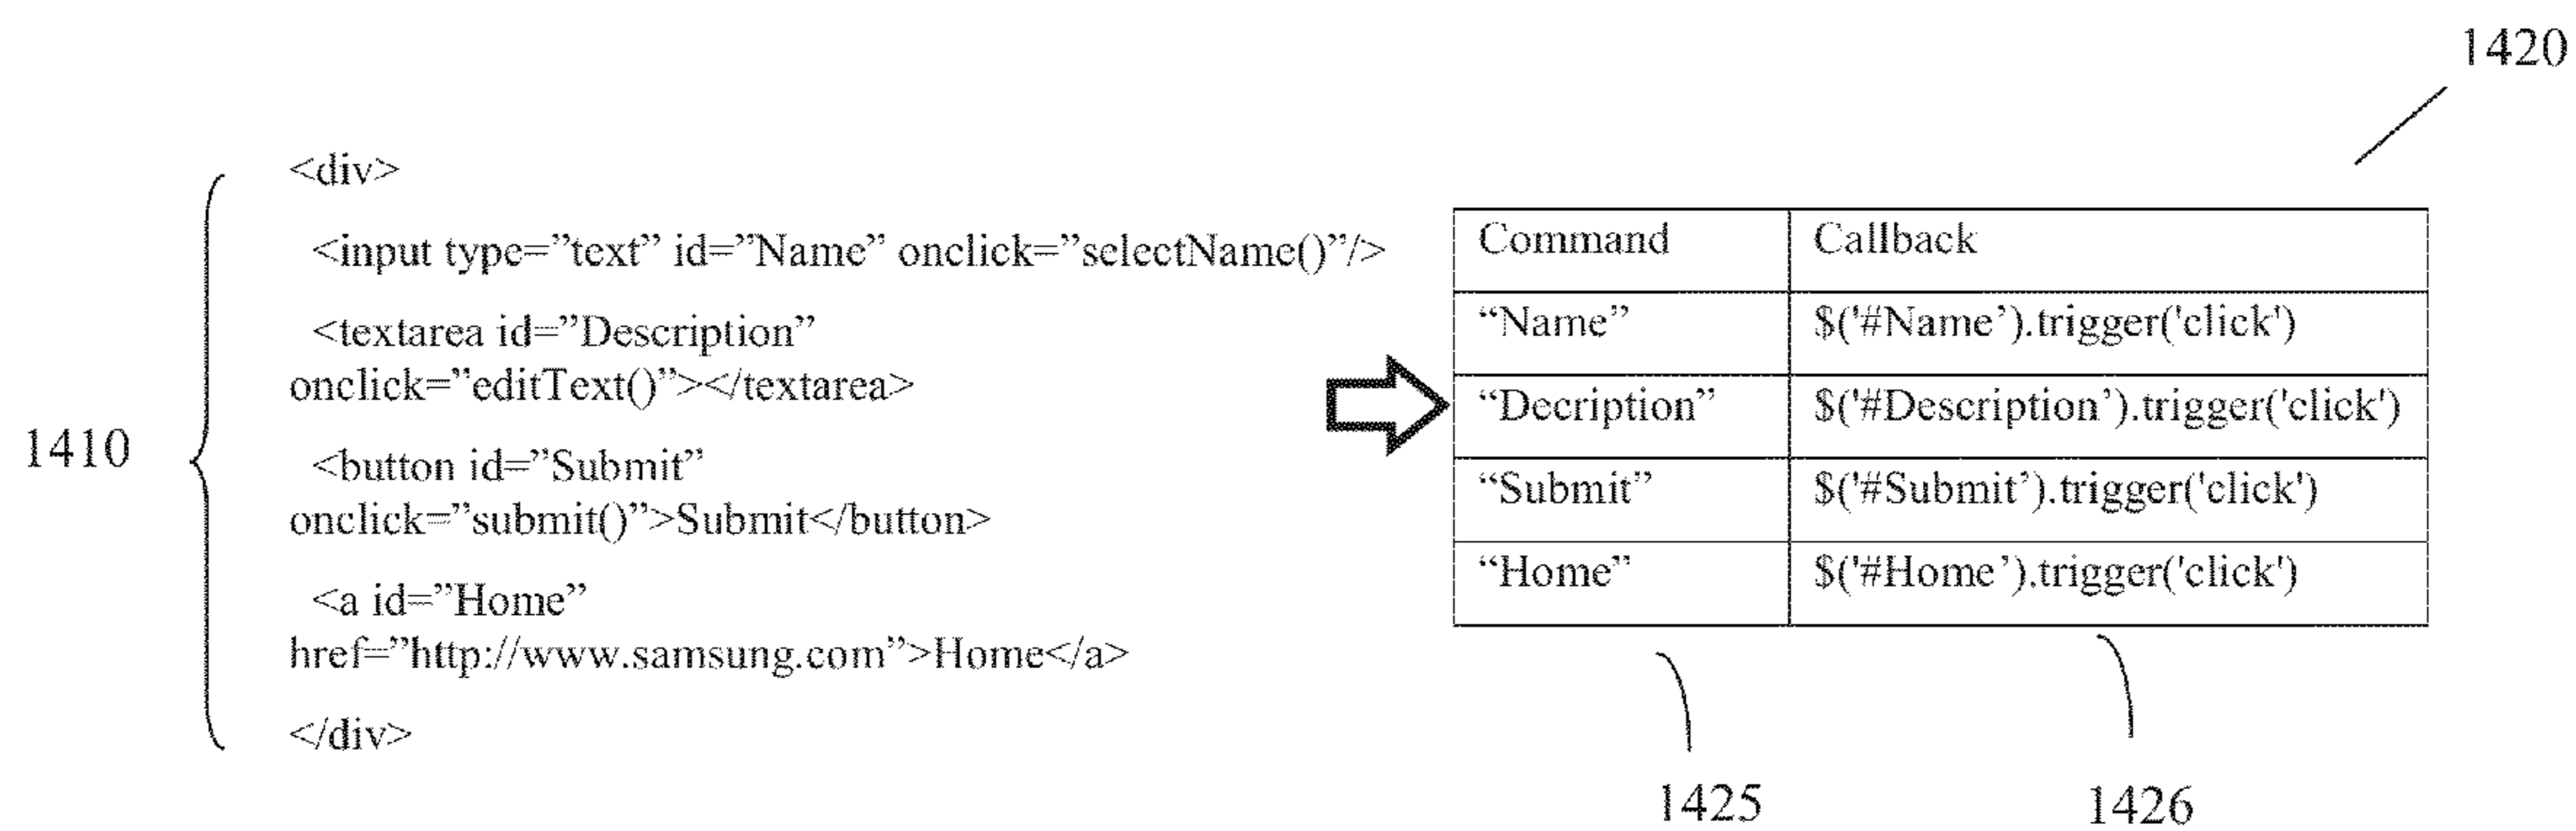 1420
<div>
<input type=”text” id=”Name” onclick=”selectName()”/>
<textarea id=”Description”
onclick=”editText()”></textarea>
<button id=”Submit”
onclick=”submit()”>Submit</button>
<a id=”Home”
href=”http://www.samsung.com”>Home</a>
</div>
1410
Command Callback
“Name” $('#Name’).trigger('click')
“Decription” $('#Description’).trigger('click')
“Submit” $('#Submit’).trigger('click')
“Home” $('#Home’).trigger('click')
1425 1426